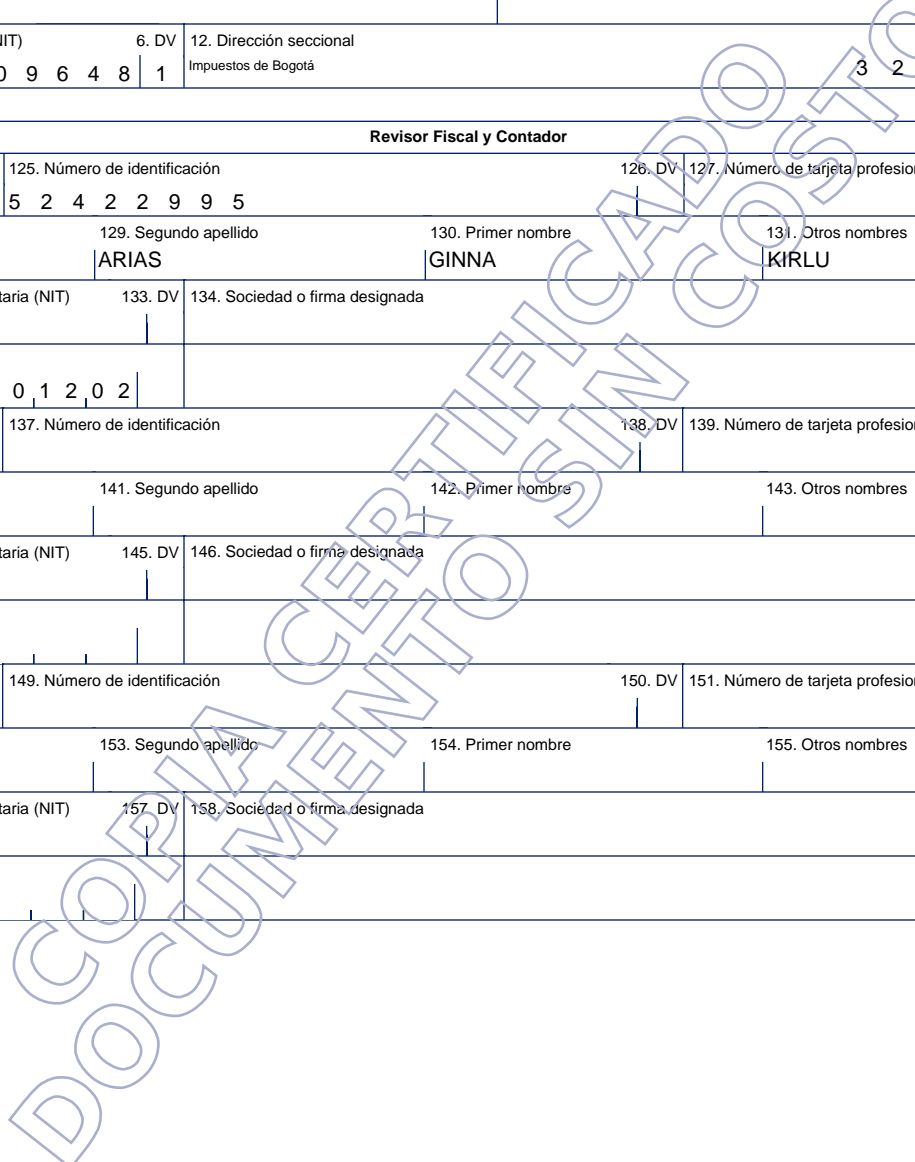 NIT) 6. DV 12. Dirección seccional
0 9 6 4 8 1 Impuestos de Bogotá 3 2
Revisor Fiscal y Contador
125. Número de identificación 126. DV 127. Número de tarjeta profesion
5 2 4 2 2 9 9 5
129. Segundo apellido 130. Primer nombre 131. Otros nombres
ARIAS GINNA KIRLU
taria (NIT) 133. DV 134. Sociedad o firma designada
0 1 2 0 2
137. Número de identificación 138. DV 139. Número de tarjeta profesion
141. Segundo apellido 142. Primer nombre 143. Otros nombres
taria (NIT) 145. DV 146. Sociedad o firma designada
149. Número de identificación 150. DV 151. Número de tarjeta profesion
153. Segundo apellido 154. Primer nombre 155. Otros nombres
taria (NIT) 157. DV 158. Sociedad o firma designada
COPIA CERTIFICADO
DOCUMENTO SIN COSTO